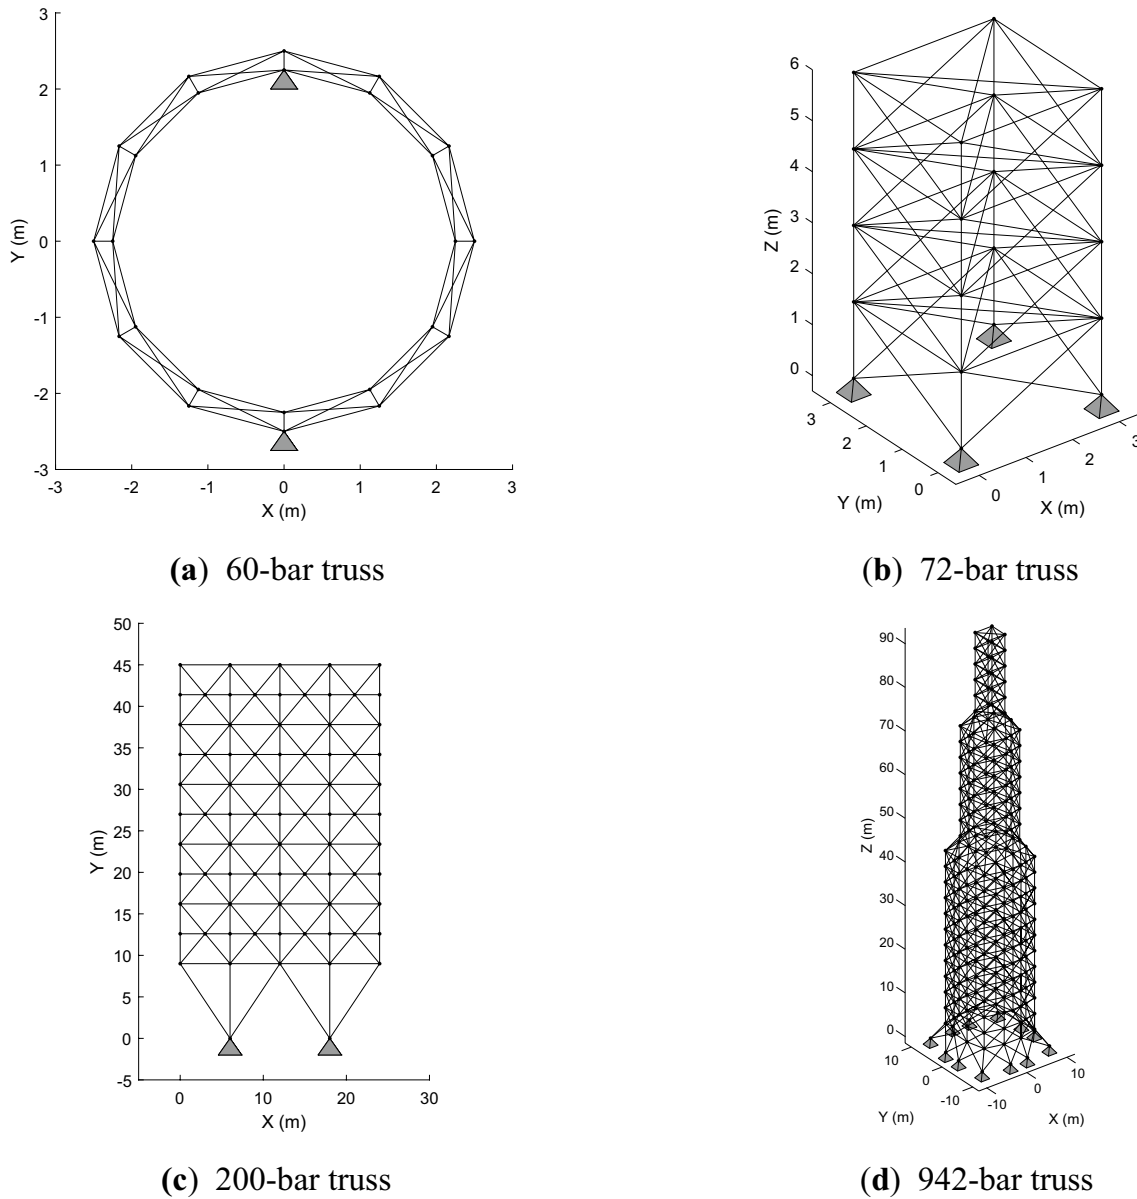 3
2
1
0
-1
-2
-3
Y (m)
-3 -2 -1 0 1 2 3
X (m)
(a) 60-bar truss
6
5
4
3
2
1
0
Z (m)
3 2 1 0
Y (m)
0 1 2 3
X (m)
(b) 72-bar truss
50
45
40
35
30
25
20
15
10
5
0
-5
Y (m)
0 10 20 30
X (m)
(c) 200-bar truss
90
80
70
60
50
40
30
20
10
0
Z (m)
10 0 -10
Y (m)
-10 0 10
X (m)
(d) 942-bar truss